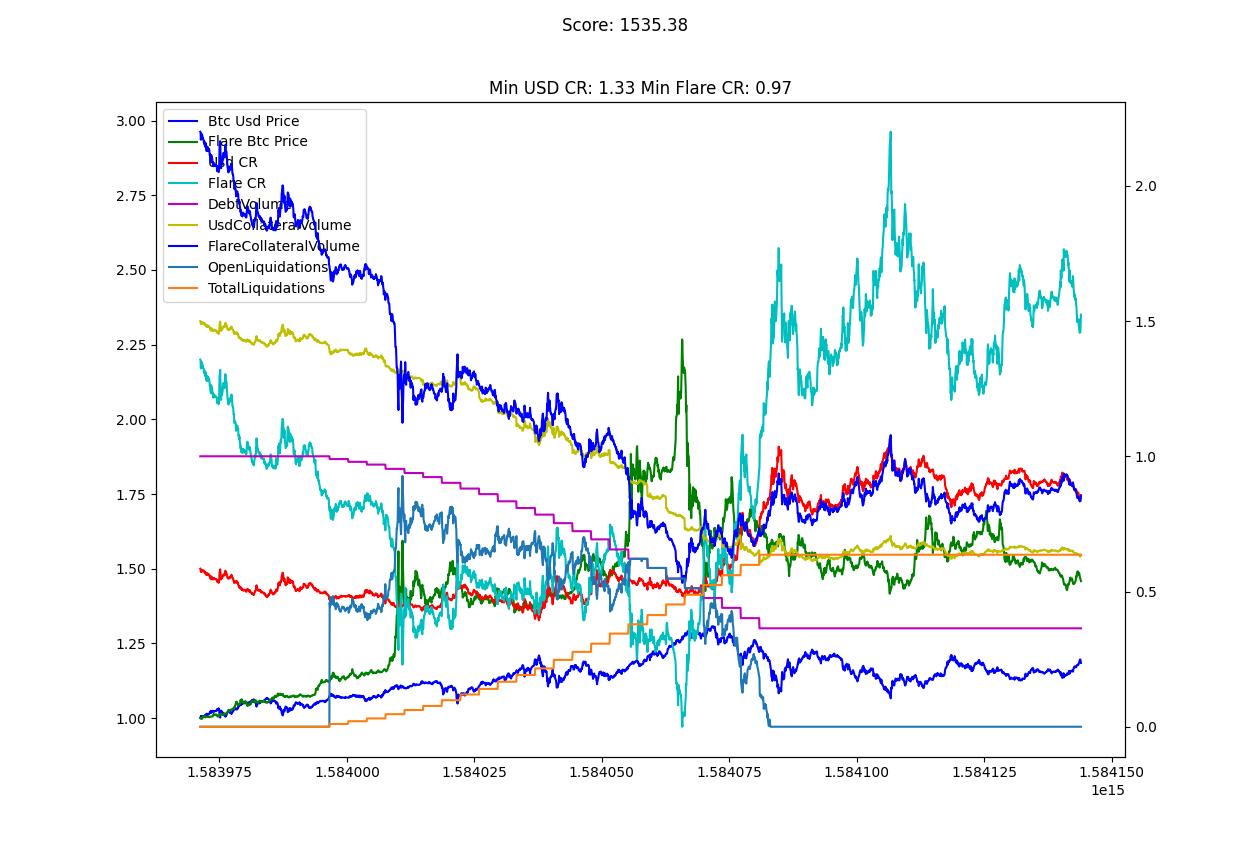 Score: 1535.38
Min USD CR: 1.33 Min Flare CR: 0.97
3.00
2.75
2.50
2.25
2.00
1.75
1.50
1.25
1.00
Btc Usd Price
Flare Btc Price
Usd CR
Flare CR
DebtVolume
UsdCollateralVolume
FlareCollateralVolume
OpenLiquidations
TotalLiquidations
2.0
1.5
1.0
0.5
0.0
1.583975 1.584000 1.584025 1.584050 1.584075 1.584100 1.584125 1.584150
1e15